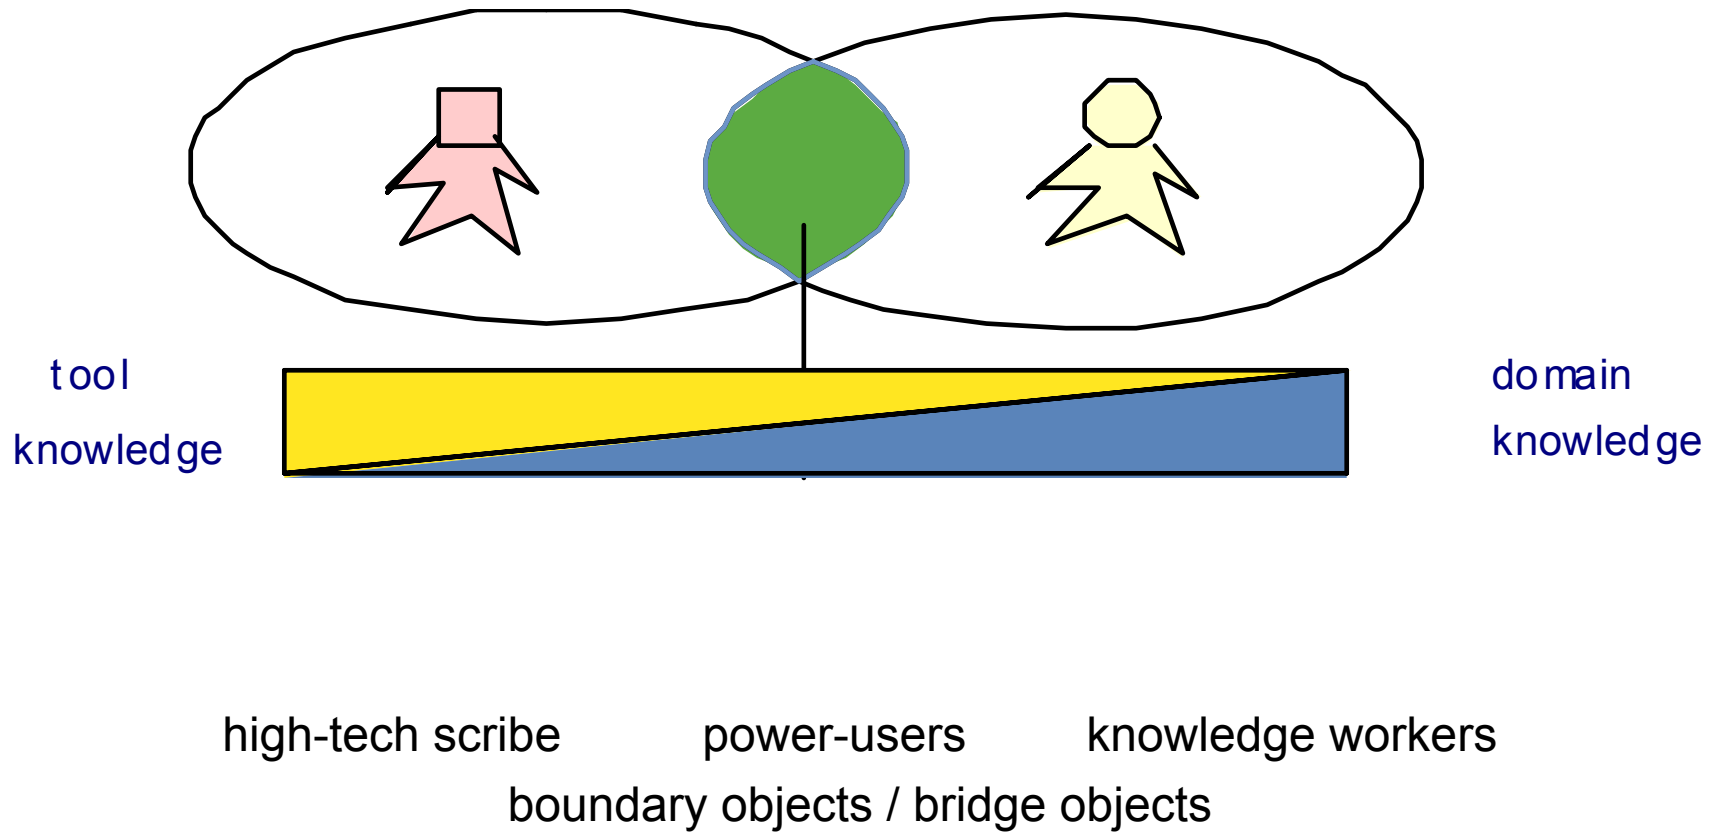 tool
knowledge
domain
knowledge
high-tech scribe power-users knowledge workers
boundary objects / bridge objects